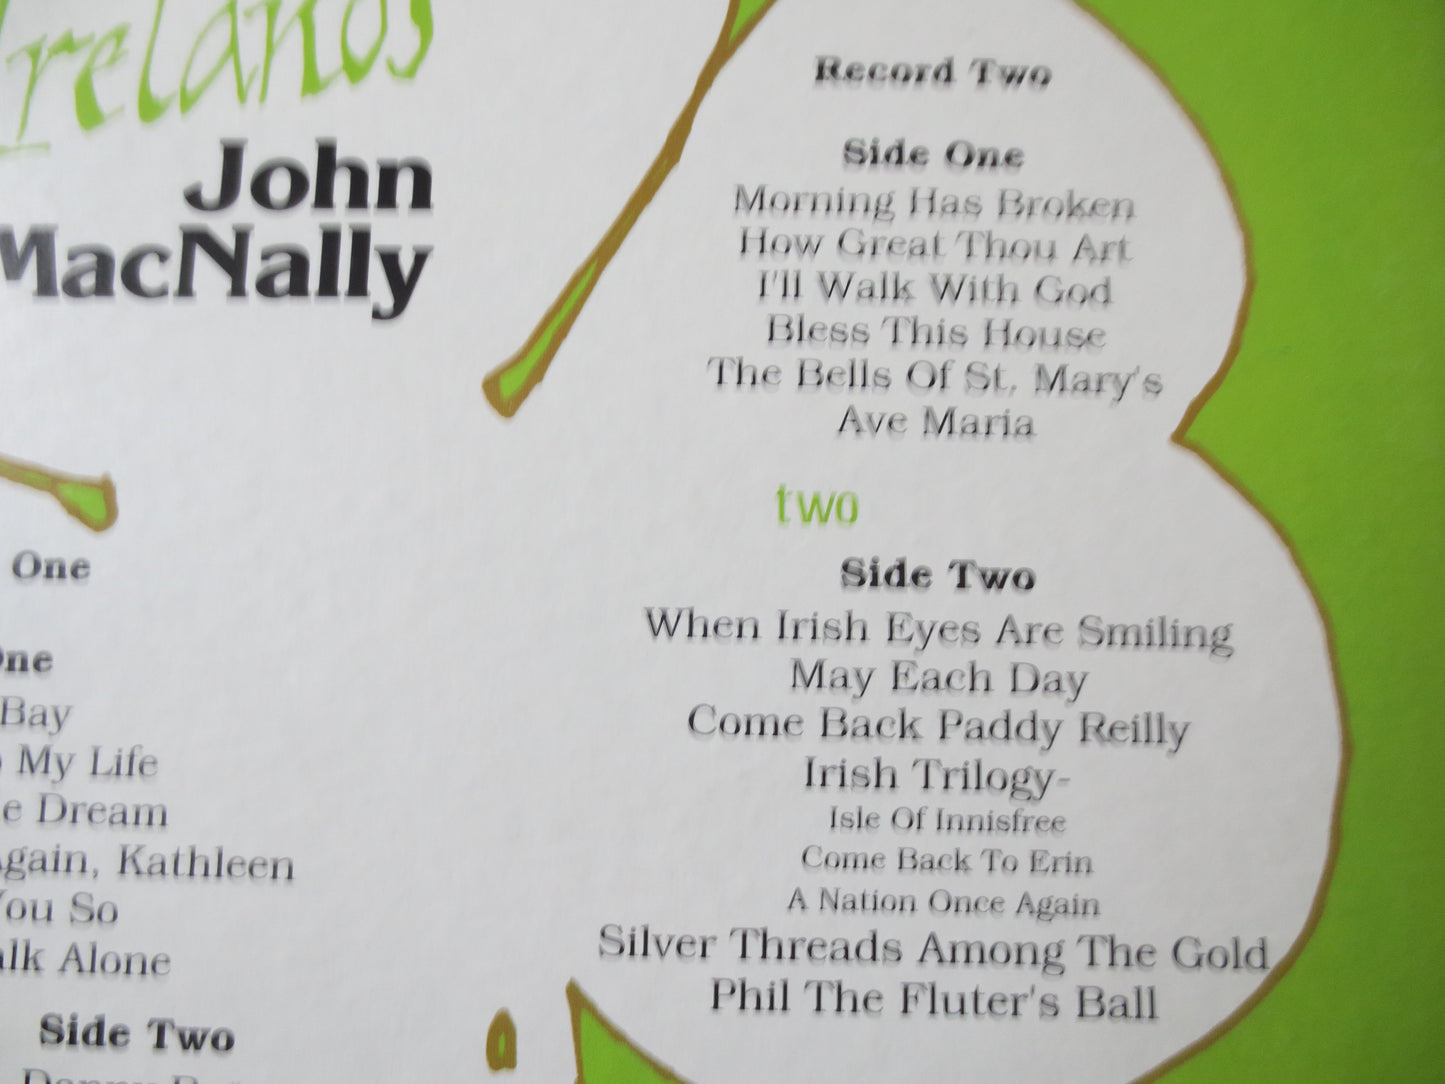 Irelands
John
MacNally
Record Two
Side One
Morning Has Broken
How Great Thou Art
I'll Walk With God
Bless This House
The Bells Of St. Mary's
Ave Maria
two
Side Two
When Irish Eyes Are Smiling
May Each Day
Come Back Paddy Reilly
Irish Trilogy-
Isle Of Innisfree
Come Back To Erin
A Nation Once Again
Silver Threads Among The Gold
Phil The Fluter's Ball
One
One
Bay
My Life
Dream
Again, Kathleen
You So
Alone
Side Two